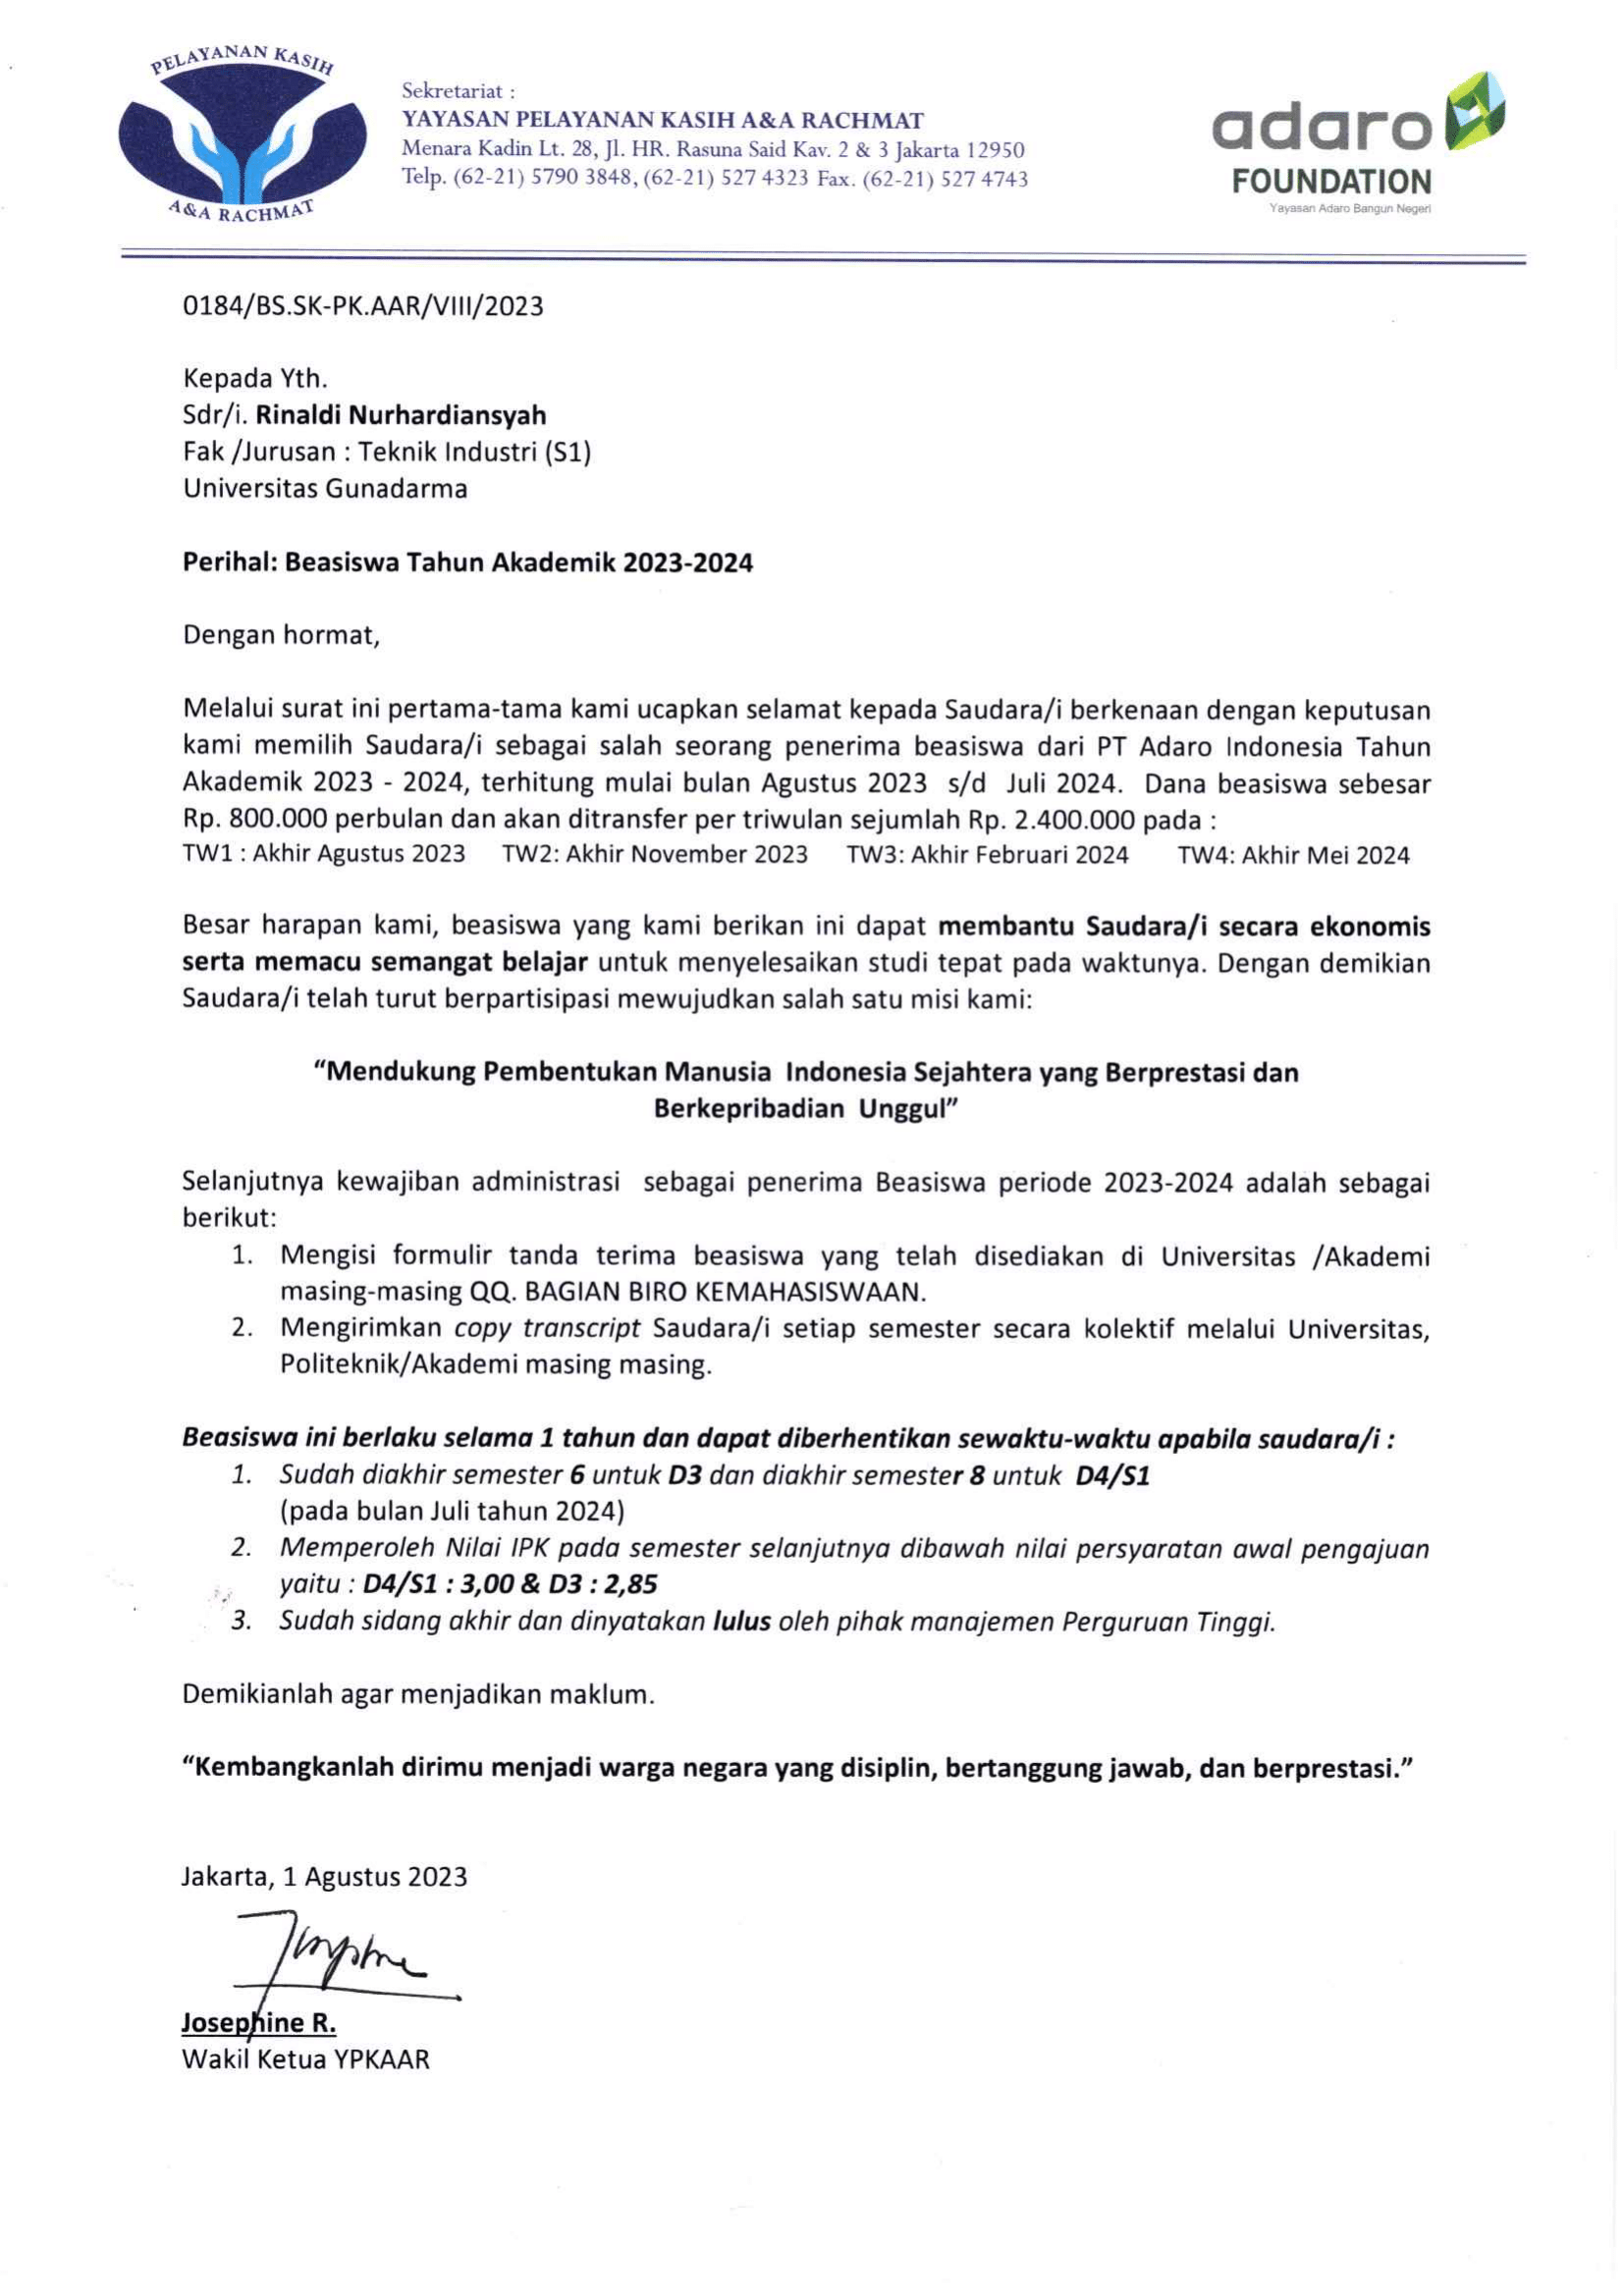 PELAYANAN KASIH
A&A RACHMAT
Sekretariat :
YAYASAN PELAYANAN KASIH A&A RACHMAT
Menara Kadin Lt. 28, Jl. HR. Rasuna Said Kav. 2 & 3 Jakarta 12950
Telp. (62-21) 5790 3848, (62-21) 527 4323 Fax. (62-21) 527 4743
adaro
FOUNDATION
Yayasan Adaro Bangun Negeri
0184/BS.SK-PK.AAR/VIII/2023
Kepada Yth.
Sdr/i. Rinaldi Nurhardiansyah
Fak /Jurusan : Teknik Industri (S1)
Universitas Gunadarma
Perihal: Beasiswa Tahun Akademik 2023-2024
Dengan hormat,
Melalui surat ini pertama-tama kami ucapkan selamat kepada Saudara/i berkenaan dengan keputusan
kami memilih Saudara/i sebagai salah seorang penerima beasiswa dari PT Adaro Indonesia Tahun
Akademik 2023 - 2024, terhitung mulai bulan Agustus 2023 s/d Juli 2024. Dana beasiswa sebesar
Rp. 800.000 perbulan dan akan ditransfer per triwulan sejumlah Rp. 2.400.000 pada :
TW1 : Akhir Agustus 2023 TW2: Akhir November 2023 TW3: Akhir Februari 2024 TW4: Akhir Mei 2024
Besar harapan kami, beasiswa yang kami berikan ini dapat membantu Saudara/i secara ekonomis
serta memacu semangat belajar untuk menyelesaikan studi tepat pada waktunya. Dengan demikian
Saudara/i telah turut berpartisipasi mewujudkan salah satu misi kami:
“Mendukung Pembentukan Manusia Indonesia Sejahtera yang Berprestasi dan
Berkepribadian Unggul”
Selanjutnya kewajiban administrasi sebagai penerima Beasiswa periode 2023-2024 adalah sebagai
berikut:
1. Mengisi formulir tanda terima beasiswa yang telah disediakan di Universitas /Akademi
masing-masing QQ. BAGIAN BIRO KEMAHASISWAAN.
2. Mengirimkan copy transcript Saudara/i setiap semester secara kolektif melalui Universitas,
Politeknik/Akademi masing masing.
Beasiswa ini berlaku selama 1 tahun dan dapat diberhentikan sewaktu-waktu apabila saudara/i :
1. Sudah diakhir semester 6 untuk D3 dan diakhir semester 8 untuk D4/S1
(pada bulan Juli tahun 2024)
2. Memperoleh Nilai IPK pada semester selanjutnya dibawah nilai persyaratan awal pengajuan
yaitu : D4/S1 : 3,00 & D3 : 2,85
3. Sudah sidang akhir dan dinyatakan lulus oleh pihak manajemen Perguruan Tinggi.
Demikianlah agar menjadikan maklum.
“Kembangkanlah dirimu menjadi warga negara yang disiplin, bertanggung jawab, dan berprestasi.”
Jakarta, 1 Agustus 2023
Josephine R.
Wakil Ketua YPKAAR